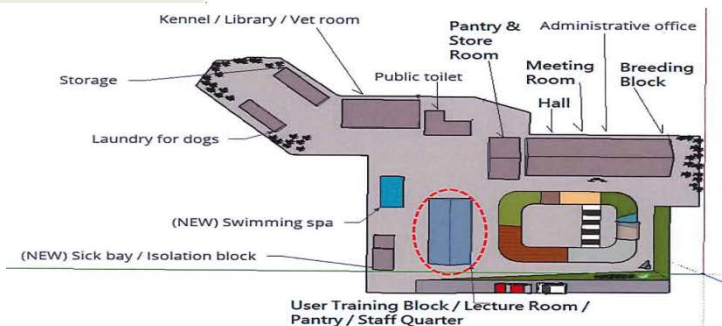 Kennel / Library / Vet room
Pantry &
Store
Room
Administrative office
Meeting
Room
Breeding
Block
Hall
Storage
Public toilet
Laundry for dogs
(NEW) Swimming spa
(NEW) Sick bay / Isolation block
User Training Block / Lecture Room /
Pantry / Staff Quarter